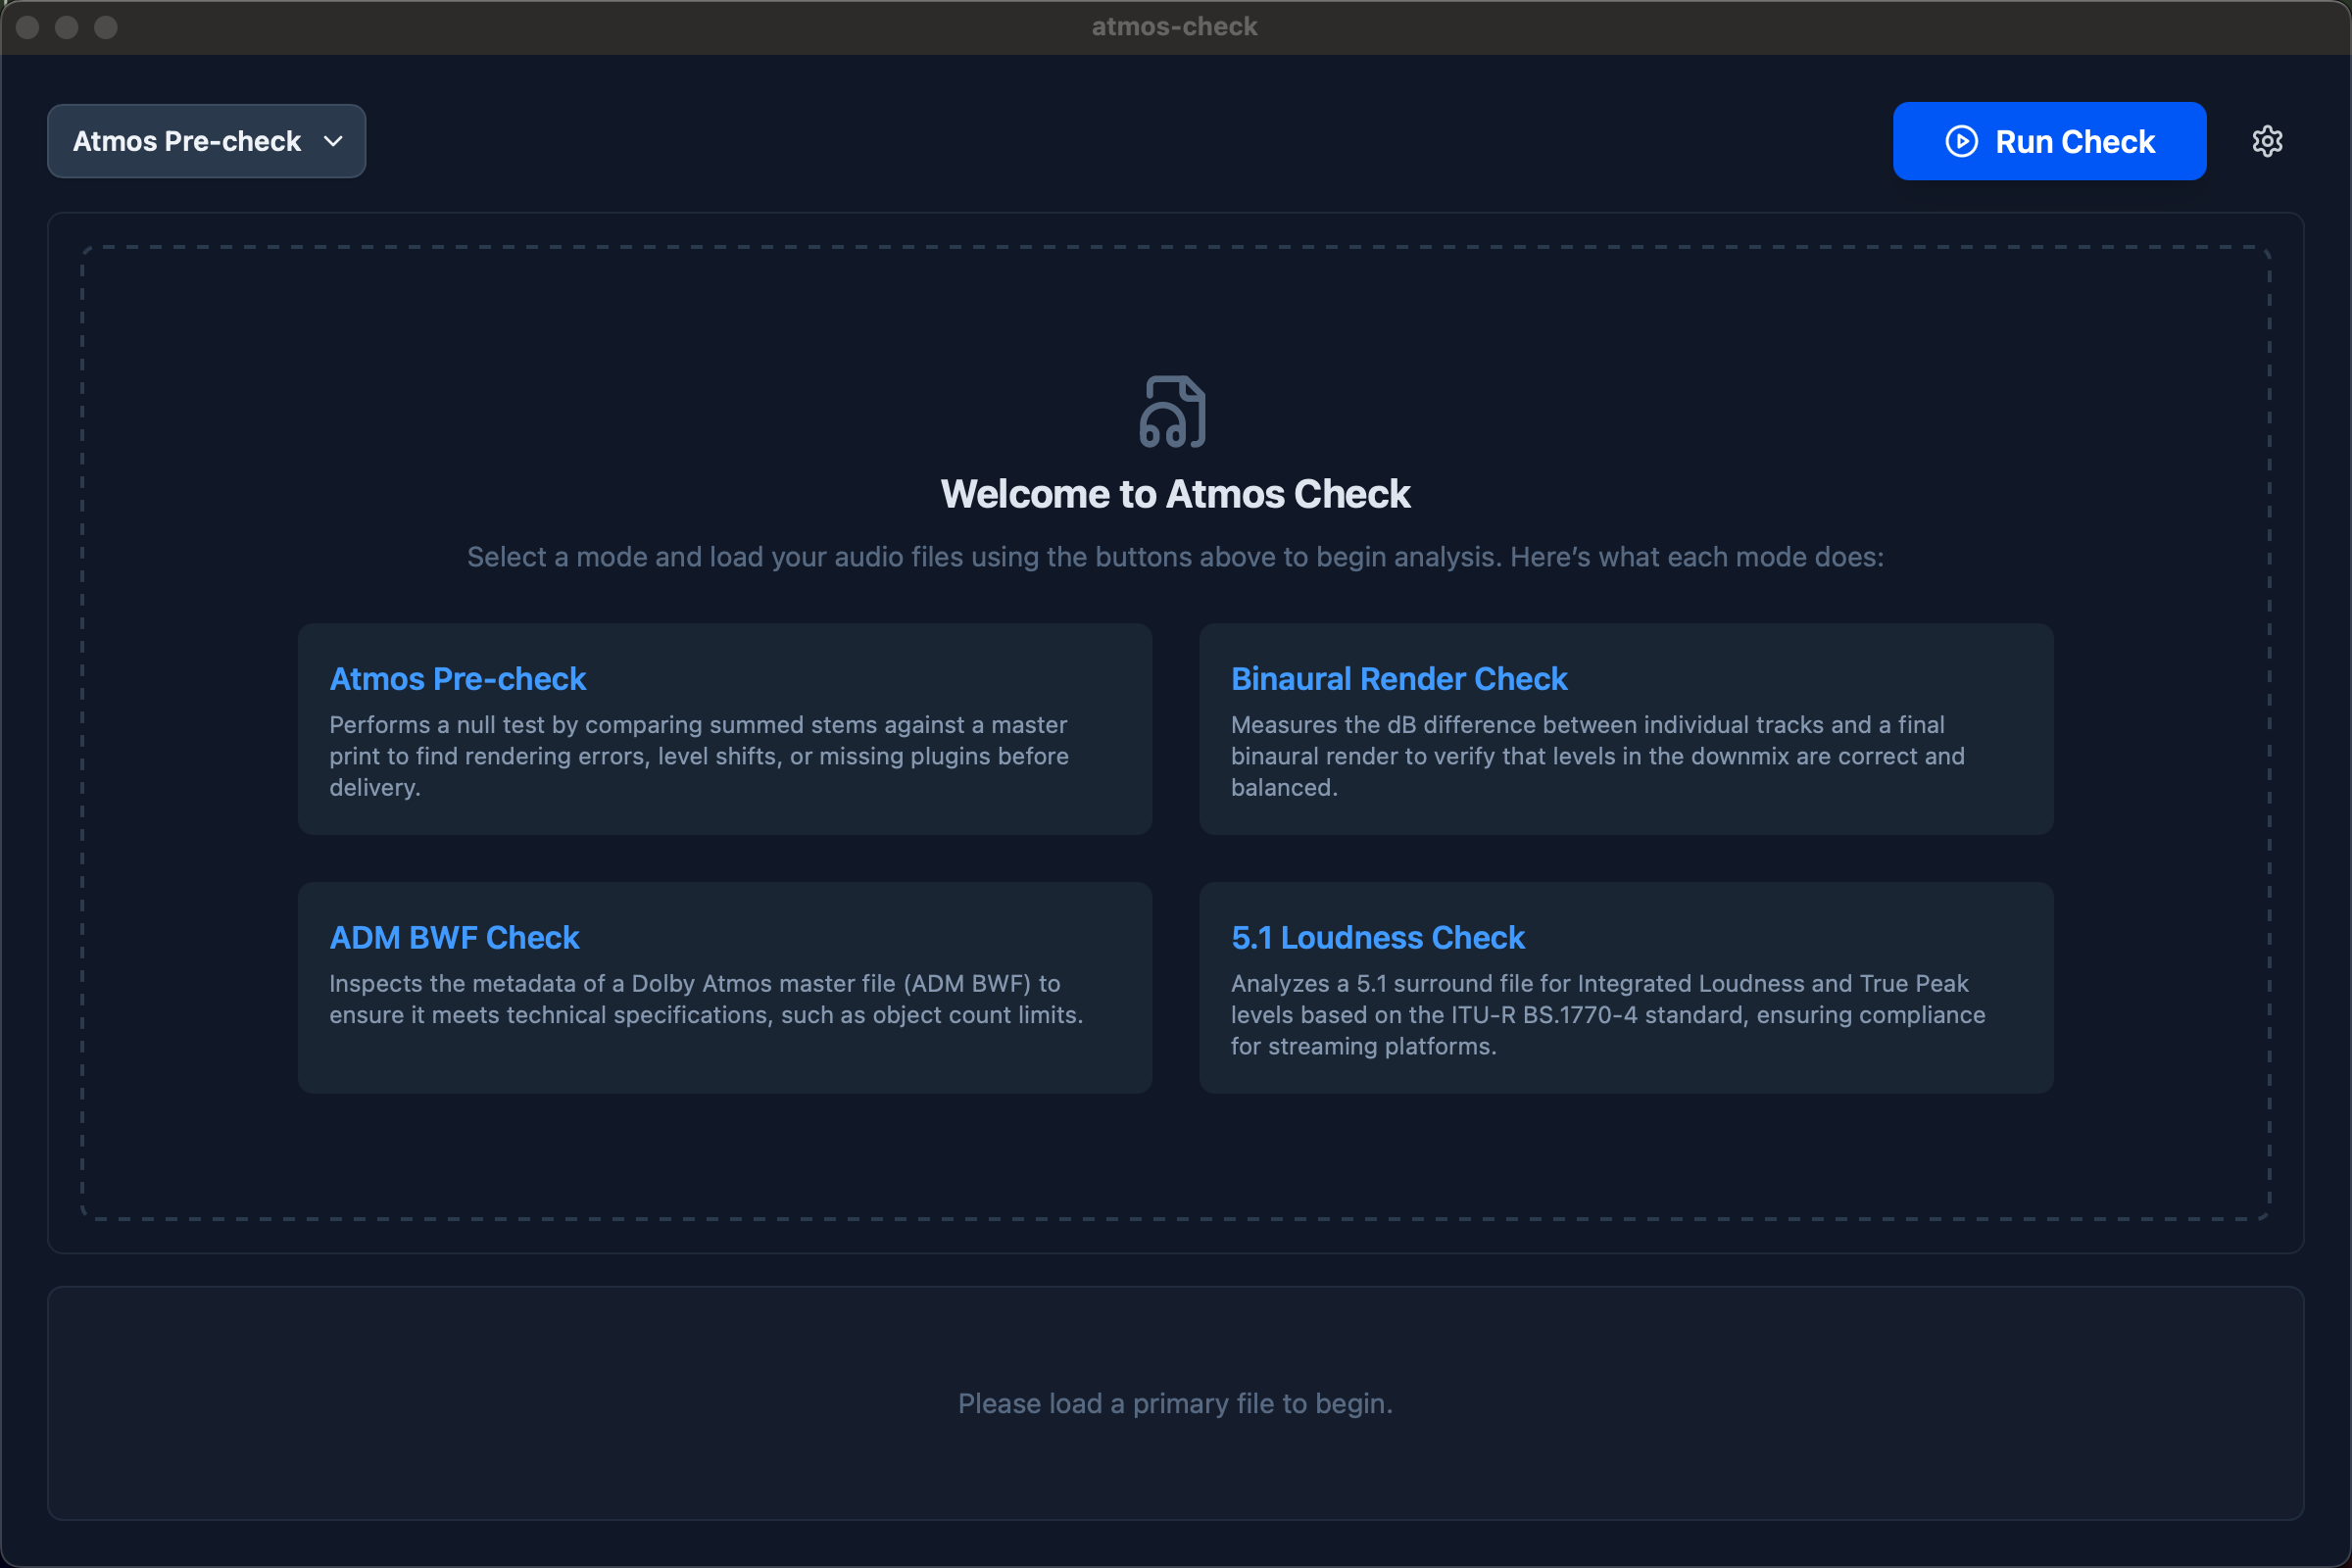 atmos-check
Atmos Pre-check
Run Check
Welcome to Atmos Check
Select a mode and load your audio files using the buttons above to begin analysis. Here’s what each mode does:
Atmos Pre-check
Performs a null test by comparing summed stems against a master
print to find rendering errors, level shifts, or missing plugins before
delivery.
Binaural Render Check
Measures the dB difference between individual tracks and a final
binaural render to verify that levels in the downmix are correct and
balanced.
ADM BWF Check
Inspects the metadata of a Dolby Atmos master file (ADM BWF) to
ensure it meets technical specifications, such as object count limits.
5.1 Loudness Check
Analyzes a 5.1 surround file for Integrated Loudness and True Peak
levels based on the ITU-R BS.1770-4 standard, ensuring compliance
for streaming platforms.
Please load a primary file to begin.